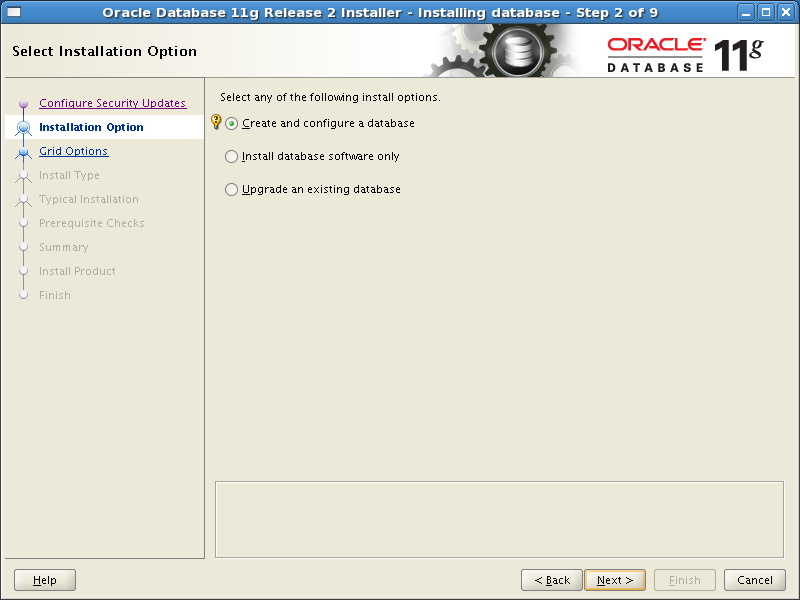 Oracle Database 11g Release 2 Installer - Installing database - Step 2 of 9
Select Installation Option
ORACLE
DATABASE
11g
Configure Security Updates
Installation Option
Grid Options
Install Type
Typical Installation
Prerequisite Checks
Summary
Install Product
Finish
Select any of the following install options.
Create and configure a database
Install database software only
Upgrade an existing database
Help
< Back
Next >
Finish
Cancel